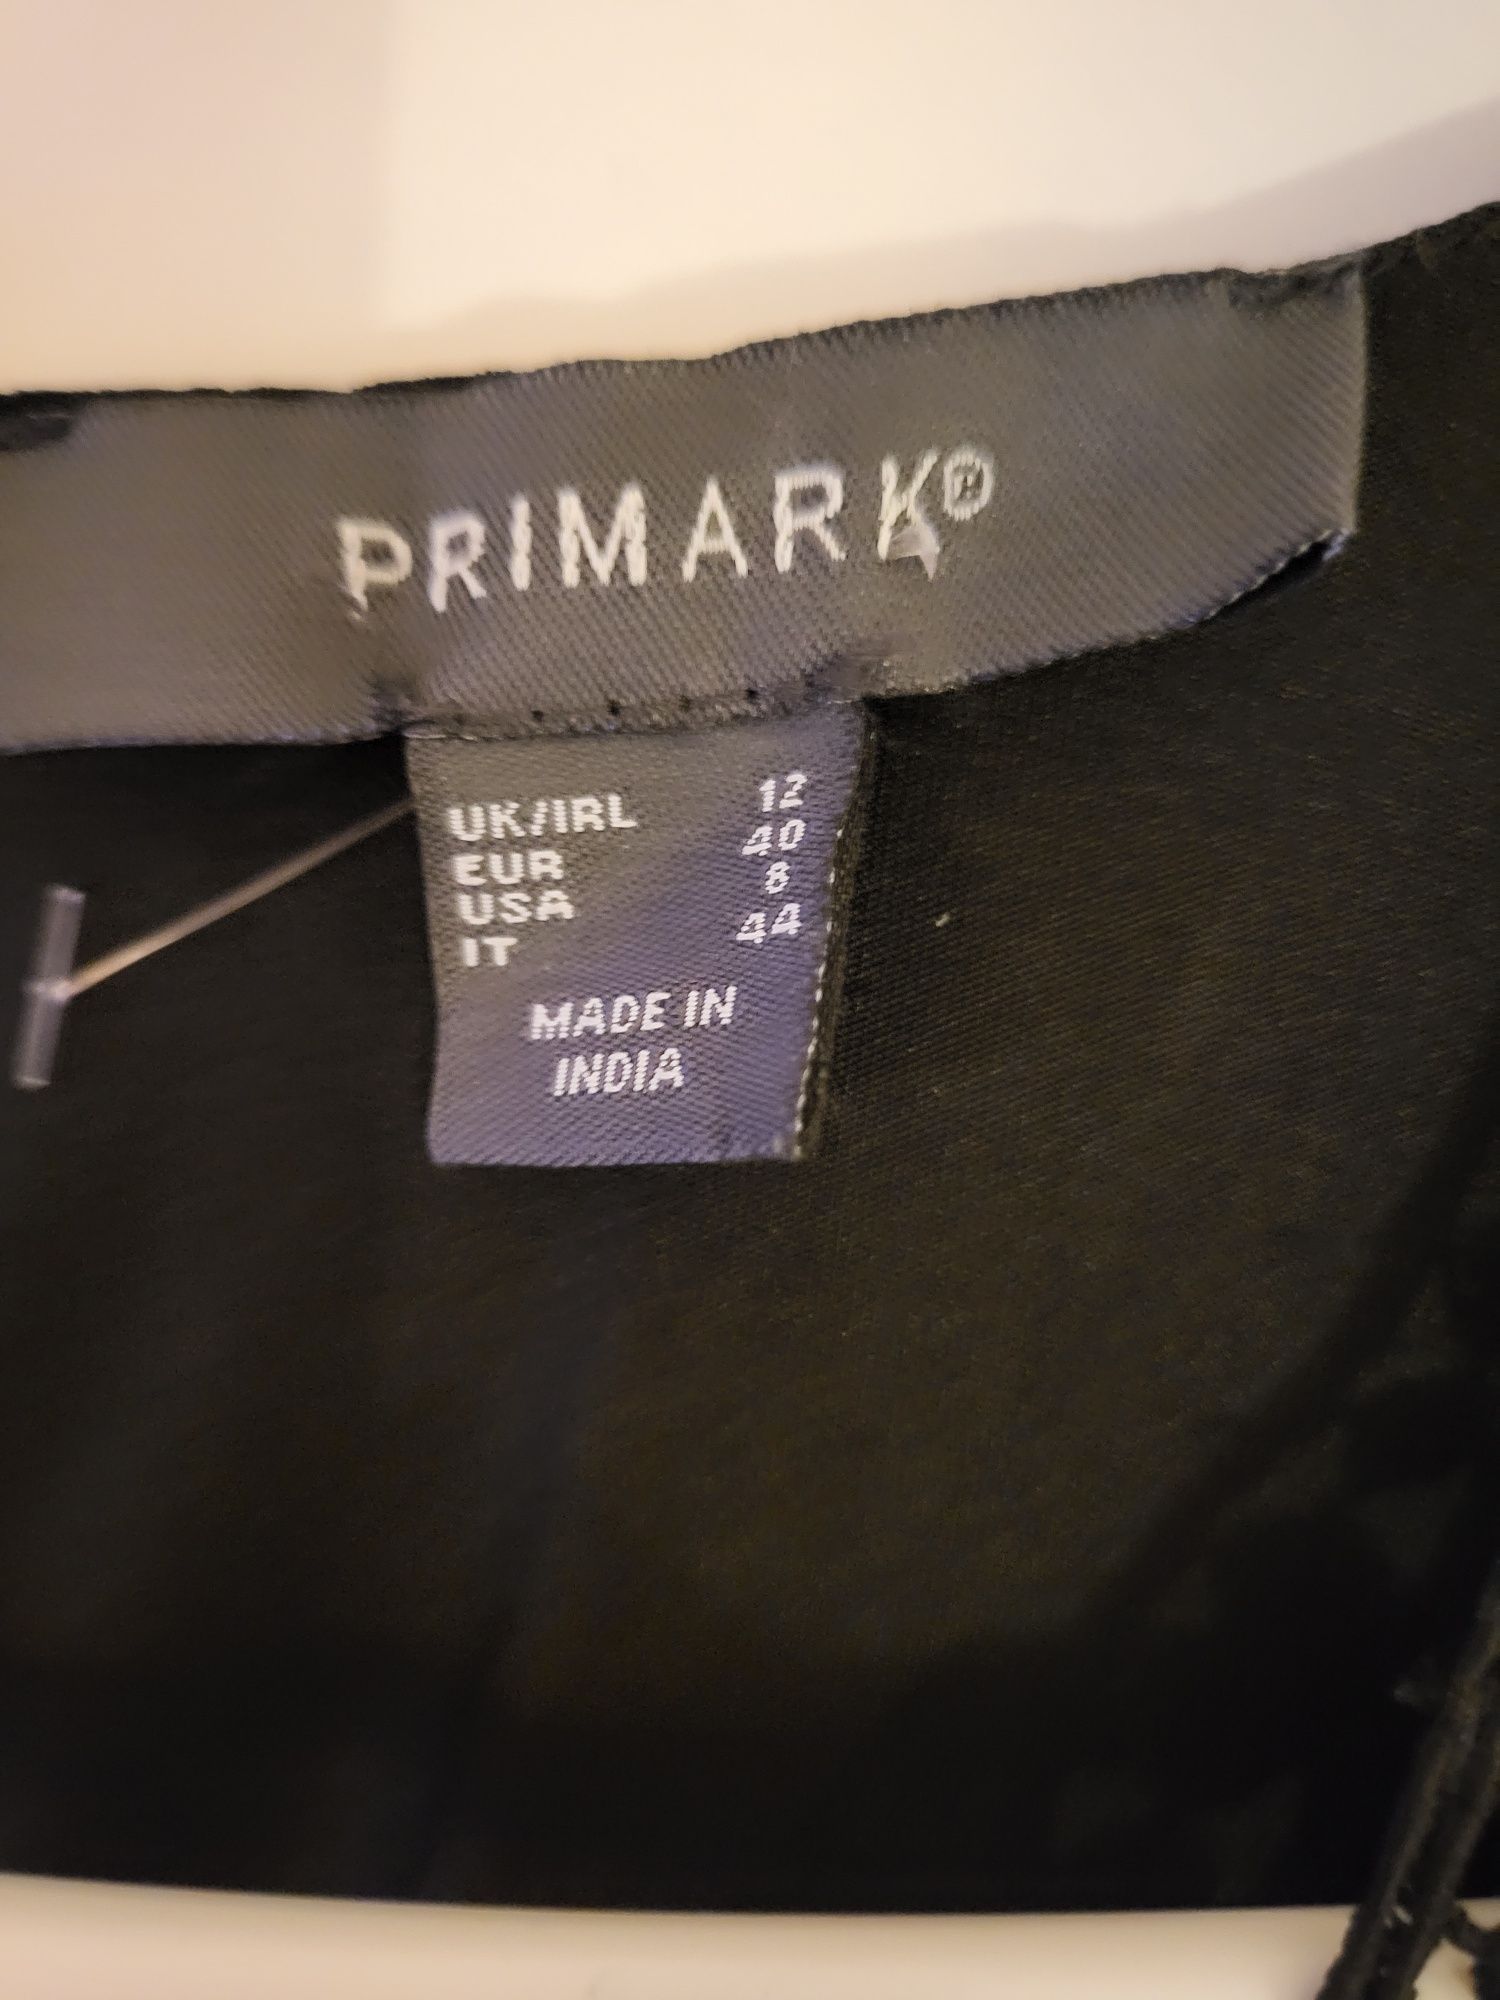 PRIMARK®
UK/IRL 12
EUR 40
USA 8
IT 44
MADE IN
INDIA